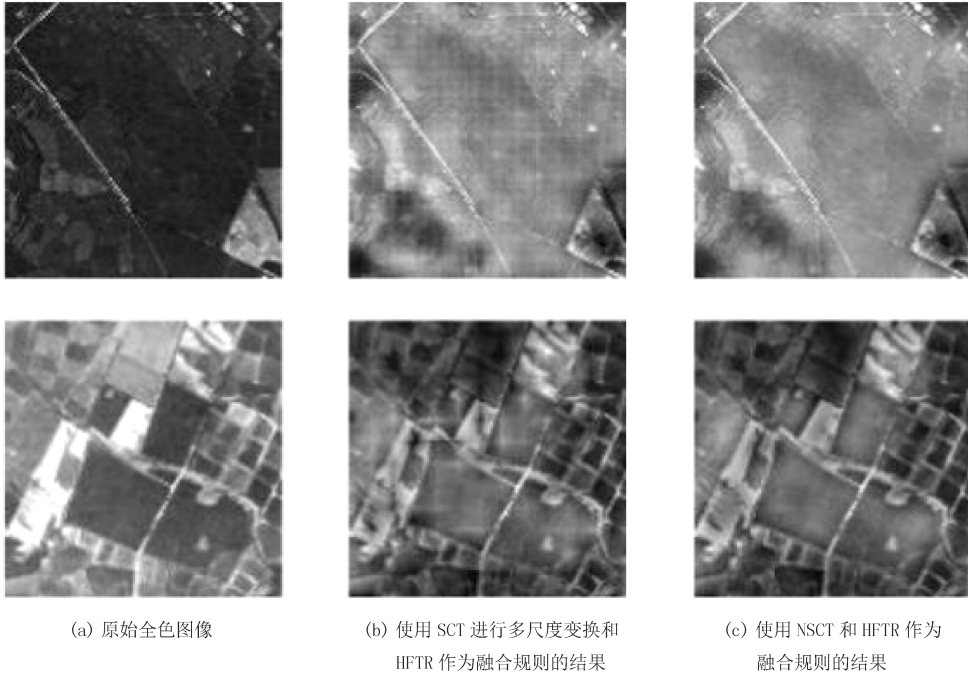 (a) 原始全色图像
(b) 使用 SCT 进行多尺度变换和
HFTR 作为融合规则的结果
(c) 使用 NSCT 和 HFTR 作为
融合规则的结果